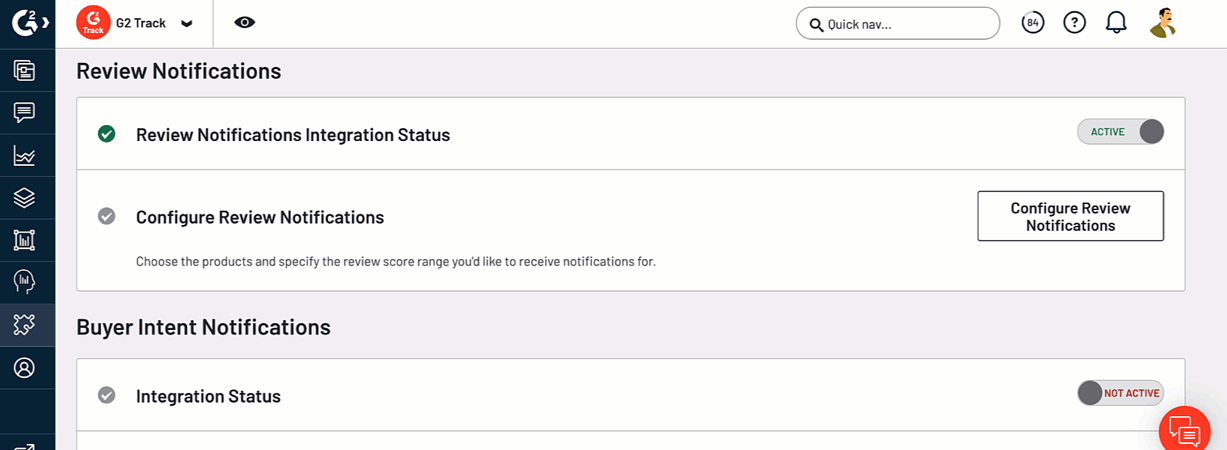 G2
G2 Track
Track
Quick nav...
84
?
Review Notifications
Review Notifications Integration Status
ACTIVE
Configure Review Notifications
Configure Review
Notifications
Choose the products and specify the review score range you'd like to receive notifications for.
Buyer Intent Notifications
Integration Status
NOT ACTIVE